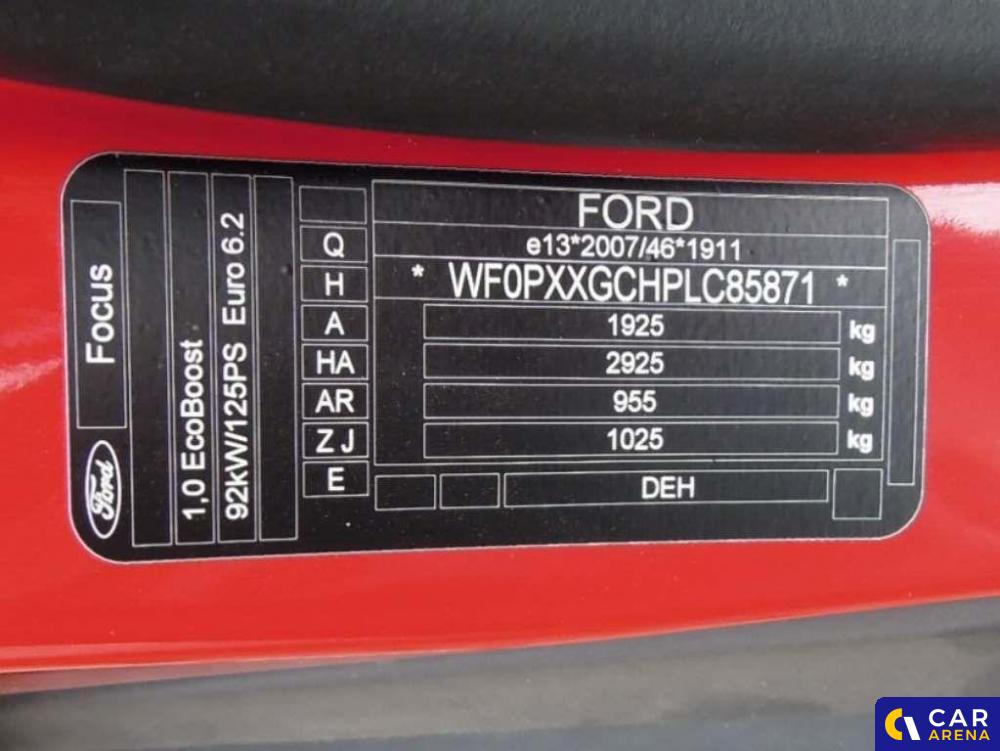 FORD
e13*2007/46*1911
* WF0PXXGCHPLC85871 *
1925 kg
2925 kg
955 kg
1025 kg
DEH
Q
H
A
HA
AR
Z J
E
Focus
Ford
1,0 EcoBoost
92kW/125PS Euro 6.2
CAR
ARENA